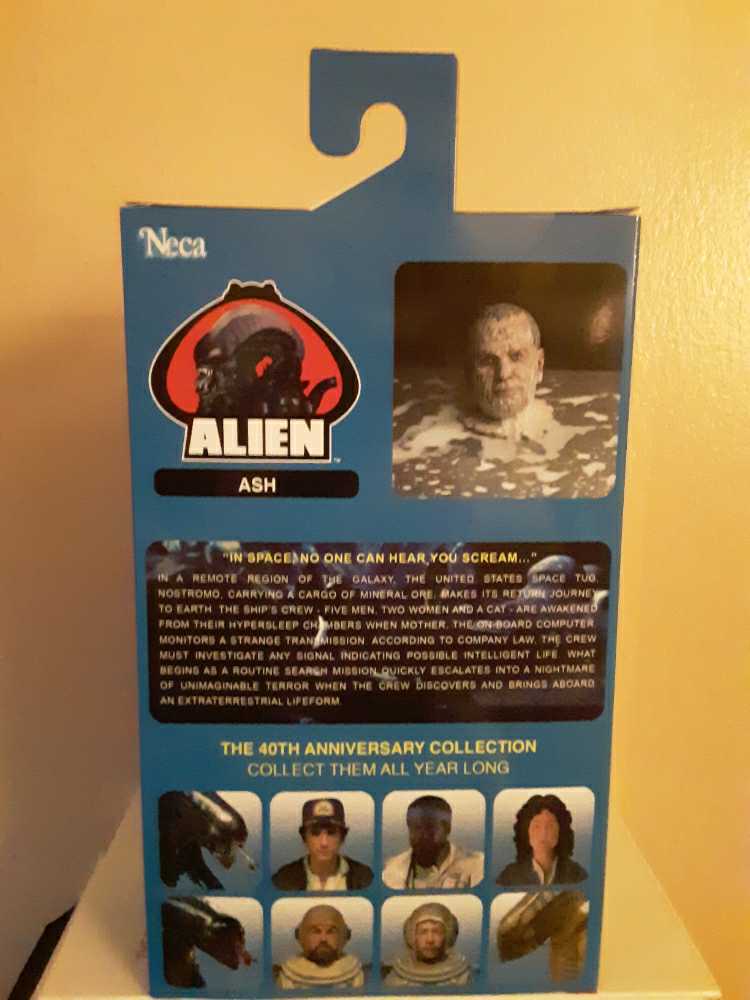 Neca
ALIEN™
ASH
"IN SPACE, NO ONE CAN HEAR YOU SCREAM..."
IN A REMOTE REGION OF THE GALAXY, THE UNITED STATES SPACE TUG,
NOSTROMO, CARRYING A CARGO OF MINERAL ORE, MAKES ITS RETURN JOURNEY
TO EARTH. THE SHIP'S CREW - FIVE MEN, TWO WOMEN AND A CAT - ARE AWAKENED
FROM THEIR HYPERSLEEP CHAMBERS WHEN MOTHER, THE ON-BOARD COMPUTER
MONITORS A STRANGE TRANSMISSION. ACCORDING TO COMPANY LAW, THE CREW
MUST INVESTIGATE ANY SIGNAL INDICATING POSSIBLE INTELLIGENT LIFE. WHAT
BEGINS AS A ROUTINE SEARCH MISSION QUICKLY ESCALATES INTO A NIGHTMARE
OF UNIMAGINABLE TERROR WHEN THE CREW DISCOVERS AND BRINGS ABOARD
AN EXTRATERRESTRIAL LIFEFORM.
THE 40TH ANNIVERSARY COLLECTION
COLLECT THEM ALL YEAR LONG